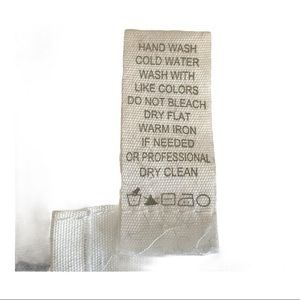 HAND WASH
COLD WATER
WASH WITH
LIKE COLORS
DO NOT BLEACH
DRY FLAT
WARM IRON
IF NEEDED
OR PROFESSIONAL
DRY CLEAN